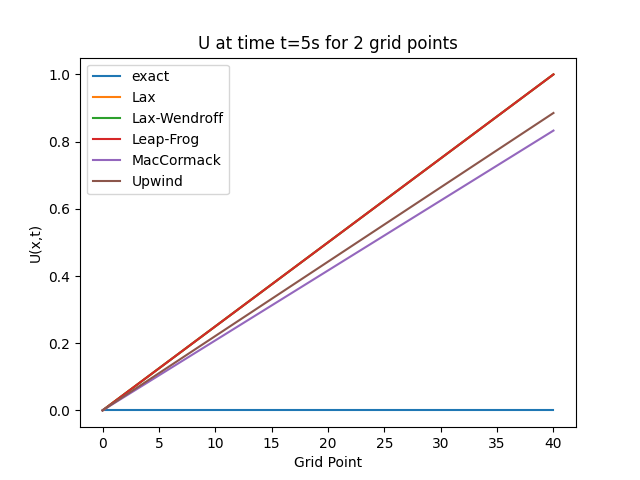 U at time t=5s for 2 grid points
exact
Lax
Lax-Wendroff
Leap-Frog
MacCormack
Upwind
1.0
0.8
0.6
0.4
0.2
0.0
U(x,t)
0 5 10 15 20 25 30 35 40
Grid Point